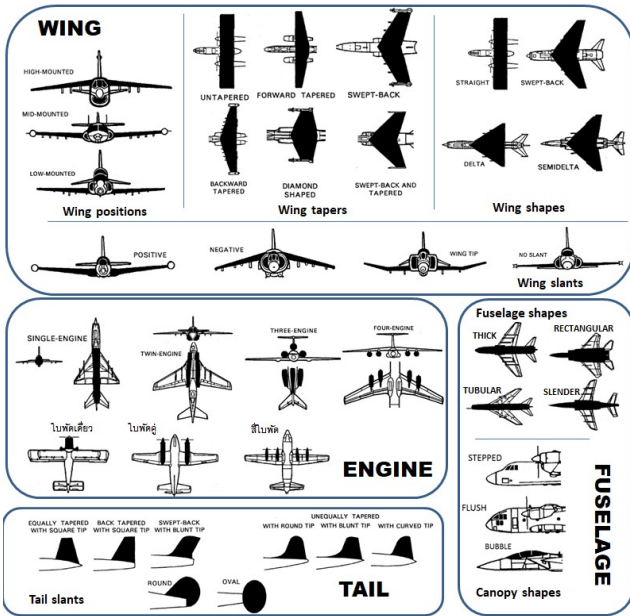 WING
HIGH-MOUNTED
MID-MOUNTED
LOW-MOUNTED
Wing positions
UNTAPERED
FORWARD TAPERED
SWEPT-BACK
BACKWARD
TAPERED
DIAMOND
SHAPED
SWEPT-BACK AND
TAPERED
Wing tapers
STRAIGHT
SWEPT-BACK
DELTA
SEMIDELTA
Wing shapes
POSITIVE
NEGATIVE
WING TIP
NO SLANT
Wing slants
SINGLE-ENGINE
TWIN-ENGINE
THREE-ENGINE
FOUR-ENGINE
ใบพัดเดี่ยว
ใบพัดคู่
สี่ใบพัด
ENGINE
Fuselage shapes
THICK
RECTANGULAR
TUBULAR
SLENDER
STEPPED
FLUSH
BUBBLE
Canopy shapes
FUSELAGE
EQUALLY TAPERED
WITH SQUARE TIP
BACK TAPERED
WITH SQUARE TIP
SWEPT-BACK
WITH BLUNT TIP
UNEQUALLY TAPERED
WITH ROUND TIP
WITH BLUNT TIP
WITH CURVED TIP
ROUND
OVAL
Tail slants
TAIL